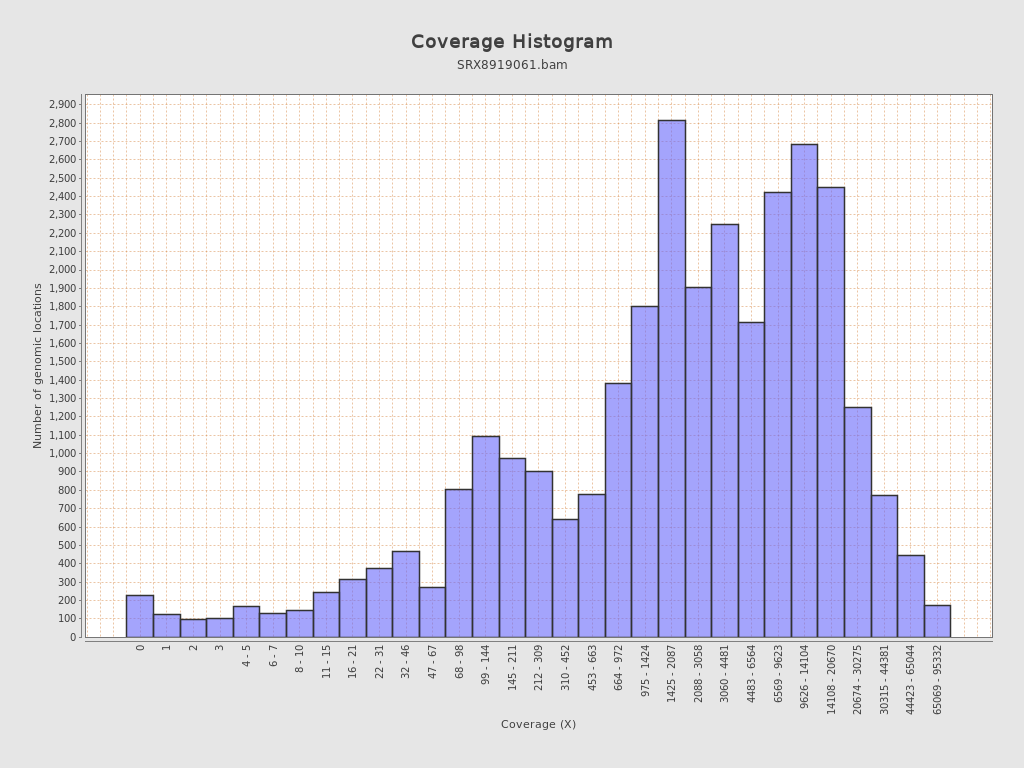 Coverage Histogram
SRX8919061.bam
Number of genomic locations
2,900
2,800
2,700
2,600
2,500
2,400
2,300
2,200
2,100
2,000
1,900
1,800
1,700
1,600
1,500
1,400
1,300
1,200
1,100
1,000
900
800
700
600
500
400
300
200
100
0
0
1
2
3
4 - 5
6 - 7
8 - 10
11 - 15
16 - 21
22 - 31
32 - 46
47 - 67
68 - 98
99 - 144
145 - 211
212 - 309
310 - 452
453 - 663
664 - 972
975 - 1424
1425 - 2087
2088 - 3058
3060 - 4481
4483 - 6564
6569 - 9623
9626 - 14104
14108 - 20670
20674 - 30275
30315 - 44381
44423 - 65044
65069 - 95332
Coverage (X)